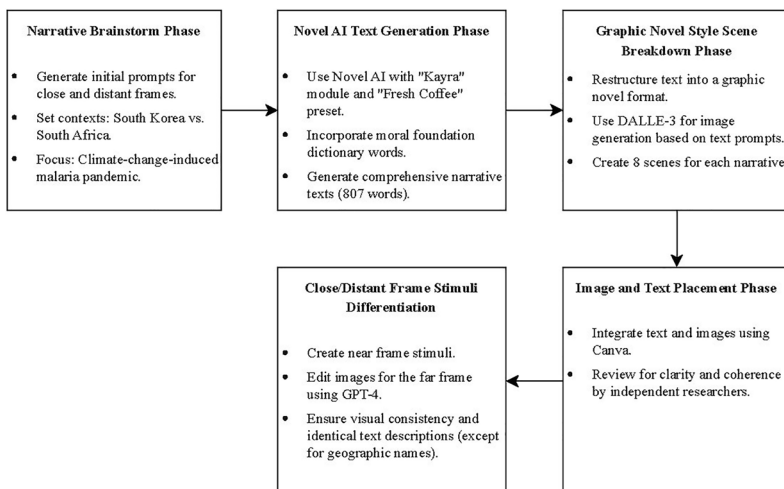 Narrative Brainstorm Phase
• Generate initial prompts for
close and distant frames.
• Set contexts: South Korea vs.
South Africa.
• Focus: Climate-change-induced
malaria pandemic.
Novel AI Text Generation Phase
• Use Novel AI with "Kayra"
module and "Fresh Coffee"
preset.
• Incorporate moral foundation
dictionary words.
• Generate comprehensive narrative
texts (807 words).
Graphic Novel Style Scene
Breakdown Phase
• Restructure text into a graphic
novel format.
• Use DALLE-3 for image
generation based on text prompts.
• Create 8 scenes for each narrative
Image and Text Placement Phase
• Integrate text and images using
Canva.
• Review for clarity and coherence
by independent researchers.
Close/Distant Frame Stimuli
Differentiation
• Create near frame stimuli.
• Edit images for the far frame
using GPT-4.
• Ensure visual consistency and
identical text descriptions (except
for geographic names).